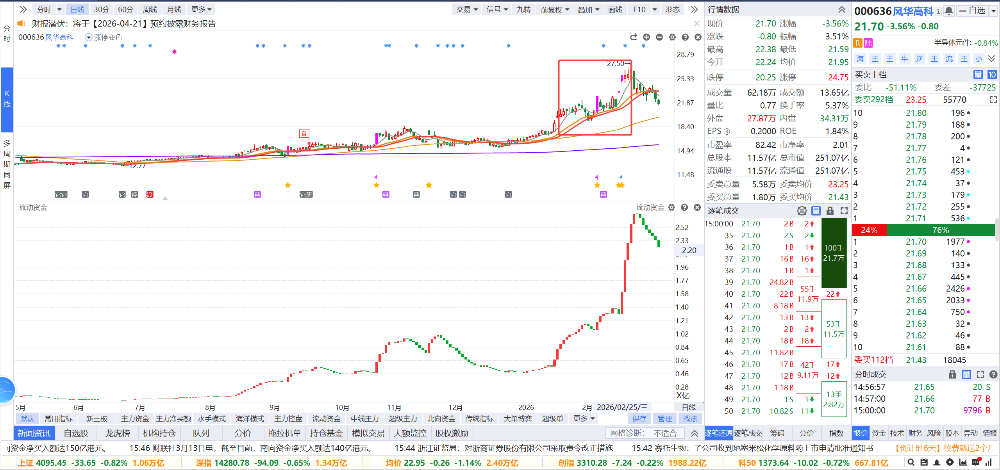 分时 日线 30分 60分 周线 月线 更多 交易 信号 九转 前复权 叠加 画线 F10 形态
财报潜伏：将于【2026-04-21】预约披露财务报告
000636 风华高科 涨停变色
分时
K线
多周期同屏
28.79
27.50→
25.33
21.87
18.40
自
14.94
←12.77
11.48
它它 它 它 经 派 叠 它研 叠 叠 它 它 它 叠
流动资金 流动资金
2.52
2.33
2.20
1.96
1.77
1.58
1.40
1.21
1.02
0.84
0.65
0.46
0.28
X亿
5月 6月 7月 8月 9月 10月 11月 12月 2026 2月 2026/02/25/三 日线
默认 常用指标 新三板 主力资金 主力净买额 水手模式 海洋模式 主力控盘 流动资金 中线主力 超级主力 北向资金 传统指标 大单博弈 超级单 更多 保存 管理 战法
新闻资讯 自选股 龙虎榜 机构持仓 队列 分价 拖拉机单 持仓基金 模拟交易 大额监控 股权激励 网格诊断： 不适合
行情数据
现价 21.70 涨幅 -3.56%
涨跌 -0.80 振幅 3.51%
最高 22.38 最低 21.59
今开 22.24 均价 21.95
跌停 20.25 涨停 24.75
成交量 62.18万 成交额 13.65亿
量比 0.77 换手率 5.37%
外盘 27.87万 内盘 34.31万
EPS③ 0.2000 ROE 1.84%
市盈率 82.42 市净率 2.01
总股本 11.57亿 总市值 251.07亿
流通股 11.57亿 流通值 251.07亿
委卖总量 5.58万 委卖均价 23.25
委买总量 1.80万 委买均价 21.43
逐笔成交 单 量
15:00:00 21.70 2 B 2
35 21.70 2 S 2
36 21.70 1 B 1
37 21.70 16 B 16
38 21.70 1 B 1
39 21.70 24.82 B
40 21.70 22 B 22
41 21.70 8.18 B
42 21.70 13 B 13
43 21.70 2 B 2
44 21.70 18 B 18
45 21.70 11.82 B
46 21.70 17 B 17
47 21.70 12 B 12
48 21.70 1.18 B
49 21.70 1 S 1
50 21.70 10.82 S 11
55手
11.9万
42手
9.11万
100手
21.7万
53手
11.5万
13手
2.82万
逐笔还原 逐笔成交 筹码 分价 指数
000636 风华高科 自选
21.70 -3.56% -0.80
R 陆 半导体元件: -0.84%
海 主 主 牛 逆 主 流 主 小
买卖十档 量 10
委比 -51.11% 委差 -37725
委卖292档 23.25 55770
10 21.80 196
9 21.79 188
8 21.78 200
7 21.77 4
6 21.76 121
5 21.75 453
4 21.74 37
3 21.73 179
2 21.72 255
1 21.71 536
24% 76%
1 21.70 1977
2 21.69 140
3 21.68 133
4 21.67 445
5 21.66 2426
6 21.65 2033
7 21.64 750
8 21.63 32
9 21.62 46
10 21.61 88
委买112档 21.43 18045
分时成交 量
14:56:57 21.65 20 S
14:57:00 21.66 77 B
15:00:00 21.70 9796 B
报价 资金 技术 财务 风险 股本 异动 情报
资金净买入额达150亿港元。 15:46 财联社3月13日电，截至目前，南向资金净买入额达140亿港元。 15:44 浙江证监局：对浙商证券股份有限公司采取责令改正措施 15:42 赛托生物：子公司收到地塞米松化学原料药上市申请批准通知书 【倒计时6天】续费就送2个月
上证 4095.45 -33.65 -0.82% 1.06万亿 深指 14280.78 -94.09 -0.65% 1.34万亿 均价 22.95 -0.26 -1.14% 2.40万亿 创指 3310.28 -7.24 -0.22% 1988.22亿 科50 1373.64 -10.02 -0.72% 667.81亿